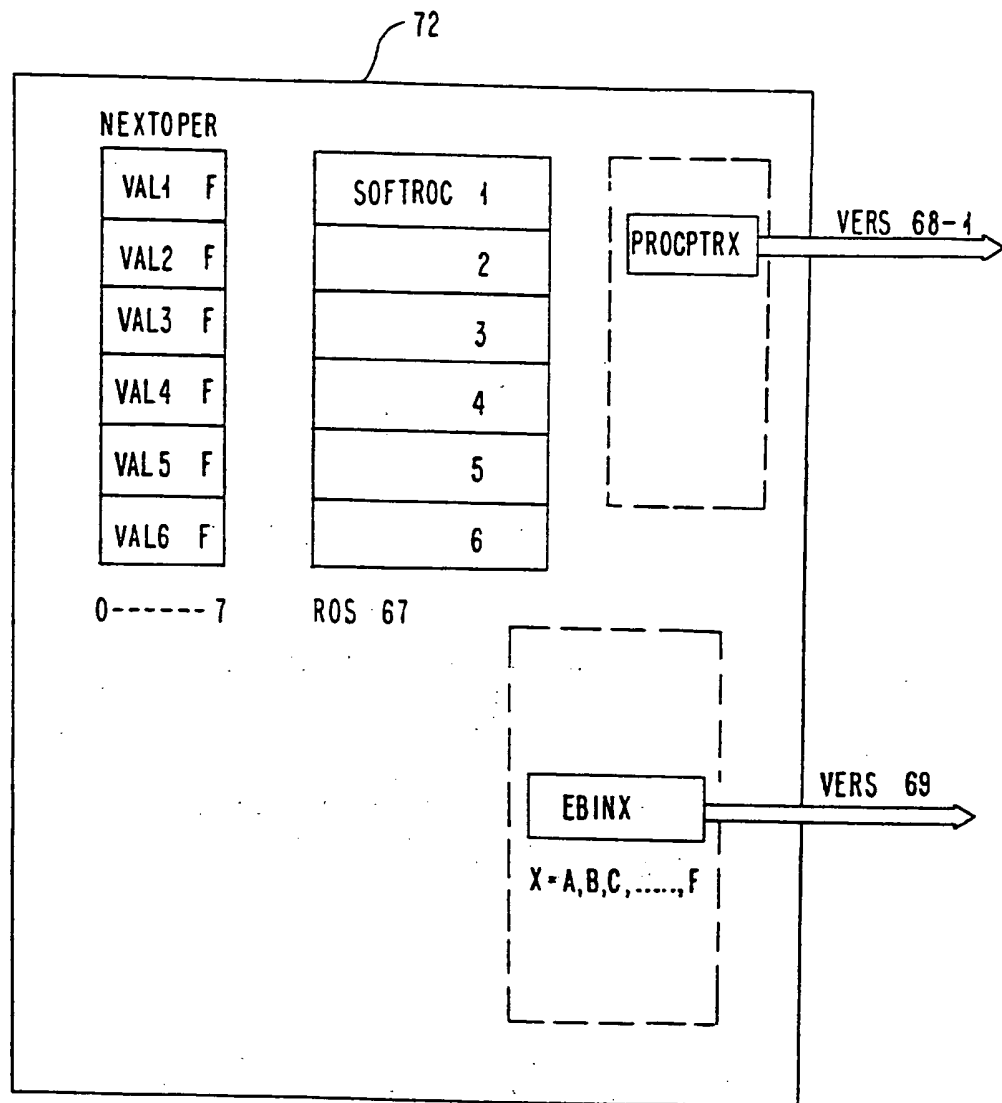 72
NEXTOPER
VAL1 F
VAL2 F
VAL3 F
VAL4 F
VAL5 F
VAL6 F
0------7
SOFTROC 1
2
3
4
5
6
ROS 67
PROCPTRX
VERS 68-1
EBINX
X=A,B,C,.....,F
VERS 69